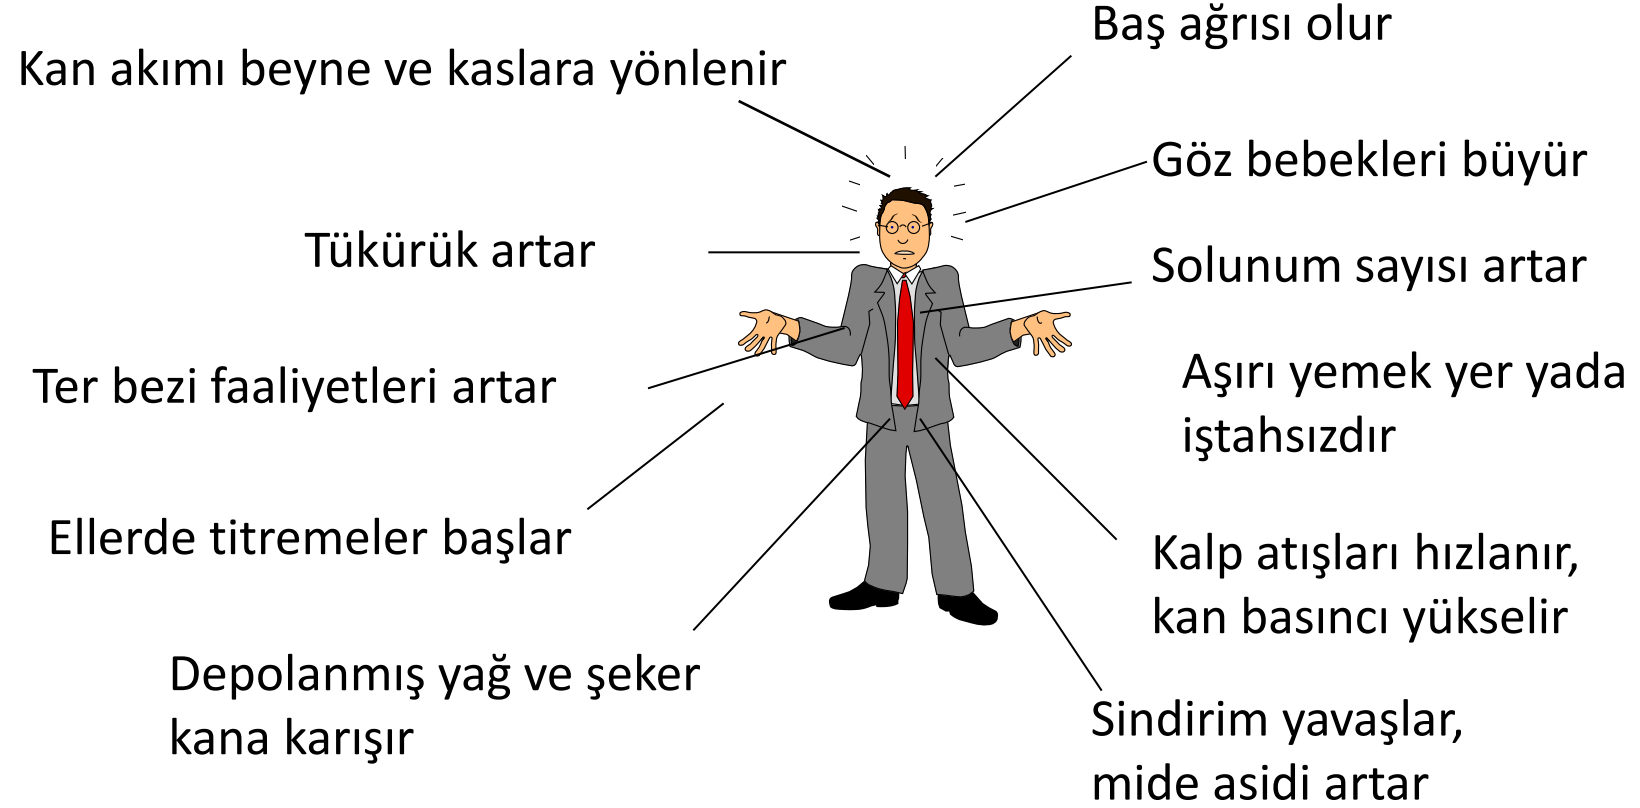 Baş ağrısı olur
Kan akımı beyne ve kaslara yönlenir
Göz bebekleri büyür
Tükürük artar
Solunum sayısı artar
Ter bezi faaliyetleri artar
Aşırı yemek yer yada
iştahsızdır
Ellerde titremeler başlar
Kalp atışları hızlanır,
kan basıncı yükselir
Depolanmış yağ ve şeker
kana karışır
Sindirim yavaşlar,
mide asidi artar